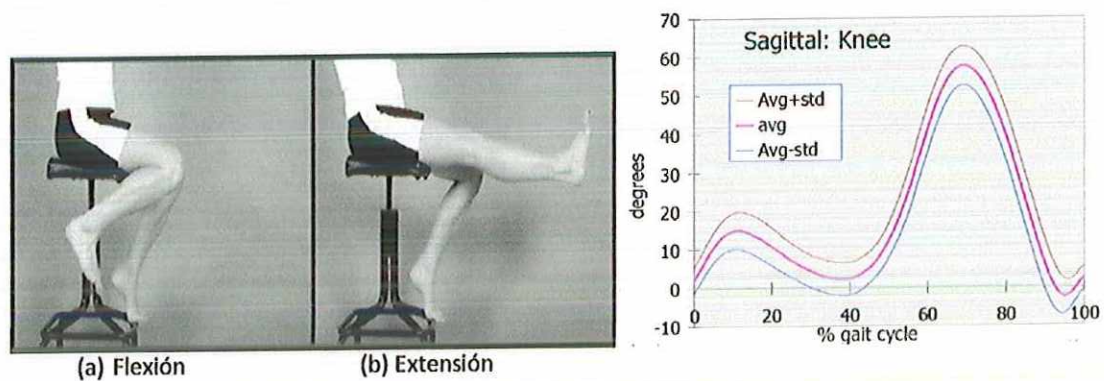 (a) Flexión
(b) Extensión
Sagittal: Knee
Avg+std
avg
Avg-std
degrees
70
60
50
40
30
20
10
0
-10
0
20
40
60
80
100
% gait cycle